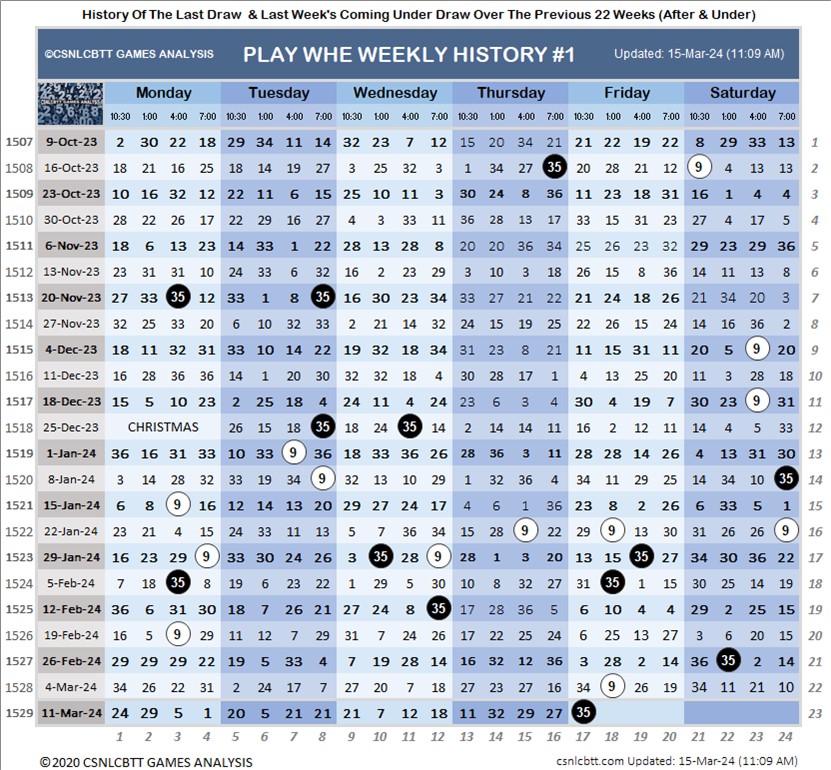 History Of The Last Draw & Last Week's Coming Under Draw Over The Previous 22 Weeks (After & Under)
©CSNLCBTT GAMES ANALYSIS PLAY WHE WEEKLY HISTORY #1 Updated: 15-Mar-24 (11:09 AM)
Monday Tuesday Wednesday Thursday Friday Saturday
10:30 1:00 4:00 7:00 10:30 1:00 4:00 7:00 10:30 1:00 4:00 7:00 10:30 1:00 4:00 7:00 10:30 1:00 4:00 7:00 10:30 1:00 4:00 7:00
1507 9-Oct-23 2 30 22 18 29 34 11 14 32 23 7 12 15 20 34 21 21 22 19 22 8 29 33 13 1
1508 16-Oct-23 18 21 16 25 18 14 19 27 3 25 32 3 1 34 27 35 20 28 21 12 9 4 13 13 2
1509 23-Oct-23 10 16 32 12 22 11 6 15 25 10 11 3 30 24 8 36 11 23 18 31 16 1 4 4 3
1510 30-Oct-23 28 22 26 17 22 29 16 27 4 3 33 11 36 28 13 17 33 15 31 23 27 4 17 5 4
1511 6-Nov-23 18 6 13 23 14 33 1 22 28 13 28 8 20 20 36 34 25 26 23 32 29 23 29 36 5
1512 13-Nov-23 23 31 31 10 24 33 6 32 16 2 23 29 3 10 3 18 26 15 8 36 14 11 13 8 6
1513 20-Nov-23 27 33 35 12 33 1 8 35 16 30 23 34 33 27 21 22 21 24 18 26 21 34 20 3 7
1514 27-Nov-23 32 25 33 20 6 10 32 33 2 21 14 32 24 15 19 25 22 26 15 24 14 16 36 2 8
1515 4-Dec-23 18 11 32 31 33 10 14 22 19 32 18 34 31 23 8 21 11 15 31 11 20 5 9 20 9
1516 11-Dec-23 16 28 36 36 14 1 20 30 32 32 18 4 30 28 17 1 4 13 25 20 11 3 28 18 10
1517 18-Dec-23 15 5 10 23 2 25 18 4 24 11 4 24 23 6 3 4 30 4 19 7 30 23 9 31 11
1518 25-Dec-23 CHRISTMAS 26 15 18 35 18 24 35 14 2 14 14 11 16 2 12 11 14 4 5 33 12
1519 1-Jan-24 36 16 31 33 10 33 9 36 18 33 36 26 28 36 3 11 28 28 14 26 4 13 31 30 13
1520 8-Jan-24 3 14 28 32 33 19 34 9 32 13 10 29 1 32 36 4 34 11 29 25 14 34 10 35 14
1521 15-Jan-24 6 8 9 16 12 14 13 20 29 27 24 17 4 6 1 36 23 8 2 26 6 33 5 1 15
1522 22-Jan-24 23 21 4 15 24 33 11 13 5 7 36 34 15 28 9 22 29 9 13 30 31 26 26 9 16
1523 29-Jan-24 16 23 29 9 33 30 24 26 3 35 28 9 28 1 3 20 13 15 35 27 34 30 36 22 17
1524 5-Feb-24 7 18 35 8 19 6 23 22 1 29 5 30 10 8 32 27 31 35 1 15 30 25 14 19 18
1525 12-Feb-24 36 6 31 30 18 7 26 21 27 24 8 35 17 28 36 5 6 10 4 4 29 2 25 15 19
1526 19-Feb-24 16 5 9 29 11 12 7 29 31 7 24 26 17 22 25 24 6 25 13 27 3 6 20 15 20
1527 26-Feb-24 29 29 29 22 19 5 33 4 7 19 28 14 16 32 12 36 3 28 2 14 36 35 2 14 21
1528 4-Mar-24 34 26 22 31 2 24 17 7 27 20 7 18 27 23 27 16 34 9 26 19 34 11 21 10 22
1529 11-Mar-24 24 29 5 1 20 5 21 21 21 7 12 18 11 32 29 27 35 23
1 2 3 4 5 6 7 8 9 10 11 12 13 14 15 16 17 18 19 20 21 22 23 24
©2020 CSNLCBTT GAMES ANALYSIS csnlcbtt.com Updated: 15-Mar-24 (11:09 AM)